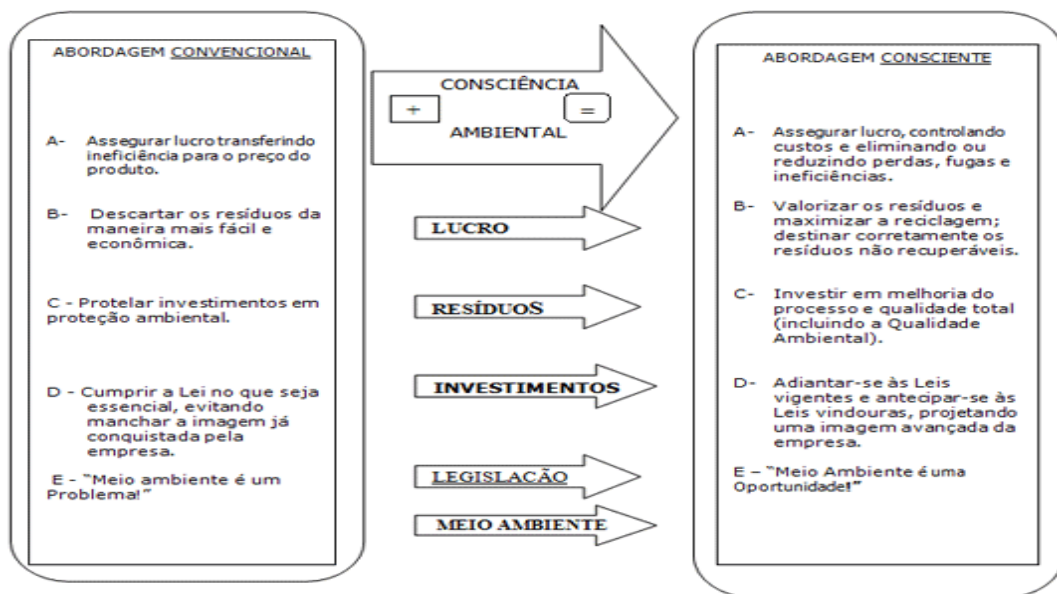 ABORDAGEM CONVENCIONAL
A- Assegurar lucro transferindo
ineficiência para o preço do
produto.
B- Descartar os resíduos da
maneira mais fácil e
econômica.
C - Protelar investimentos em
proteção ambiental.
D - Cumprir a Lei no que seja
essencial, evitando
manchar a imagem já
conquistada pela
empresa.
E - “Meio ambiente é um
Problema!”
CONSCIÊNCIA
+ =
AMBIENTAL
LUCRO
RESÍDUOS
INVESTIMENTOS
LEGISLAÇÃO
MEIO AMBIENTE
ABORDAGEM CONSCIENTE
A- Assegurar lucro, controlando
custos e eliminando ou
reduzindo perdas, fugas e
ineficiências.
B- Valorizar os resíduos e
maximizar a reciclagem;
destinar corretamente os
resíduos não recuperáveis.
C- Investir em melhoria do
processo e qualidade total
(incluindo a Qualidade
Ambiental).
D- Adiantar-se às Leis
vigentes e antecipar-se às
Leis vindouras, projetando
uma imagem avançada da
empresa.
E – “Meio Ambiente é uma
Oportunidade!”